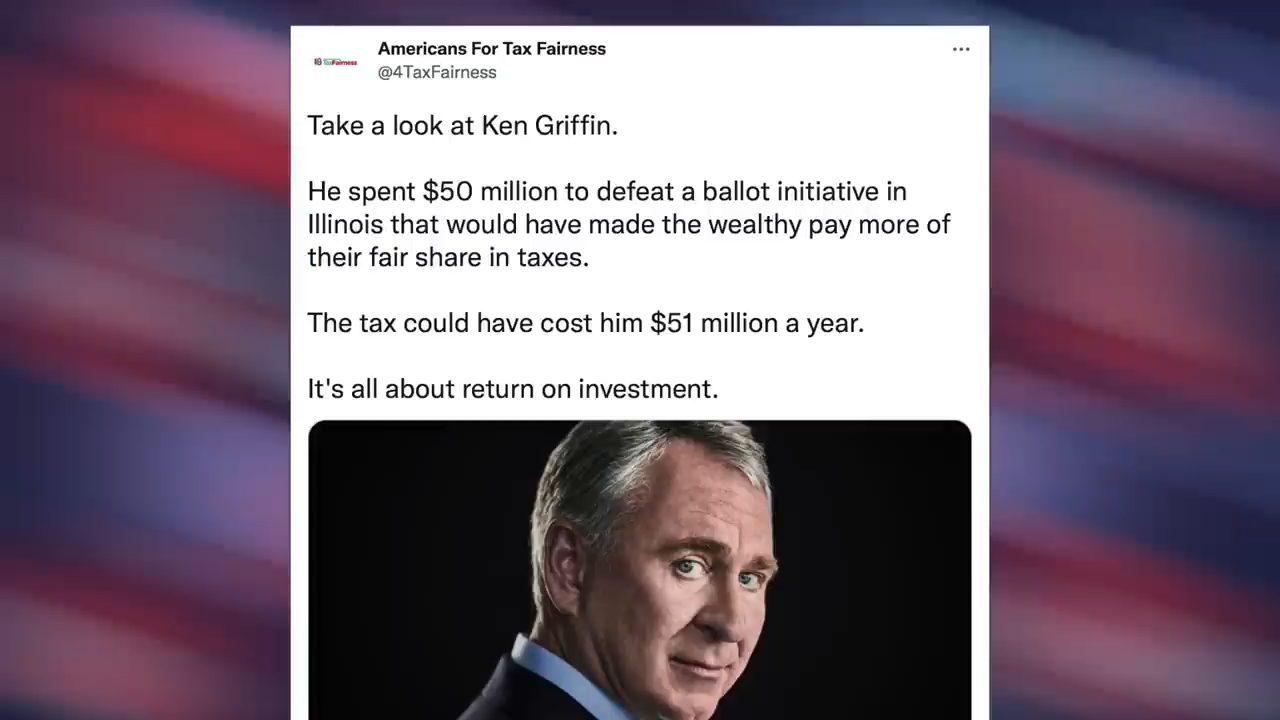 Americans For Tax Fairness
@4TaxFairness
TaxFairness
Take a look at Ken Griffin.
He spent $50 million to defeat a ballot initiative in
Illinois that would have made the wealthy pay more of
their fair share in taxes.
The tax could have cost him $51 million a year.
It's all about return on investment.